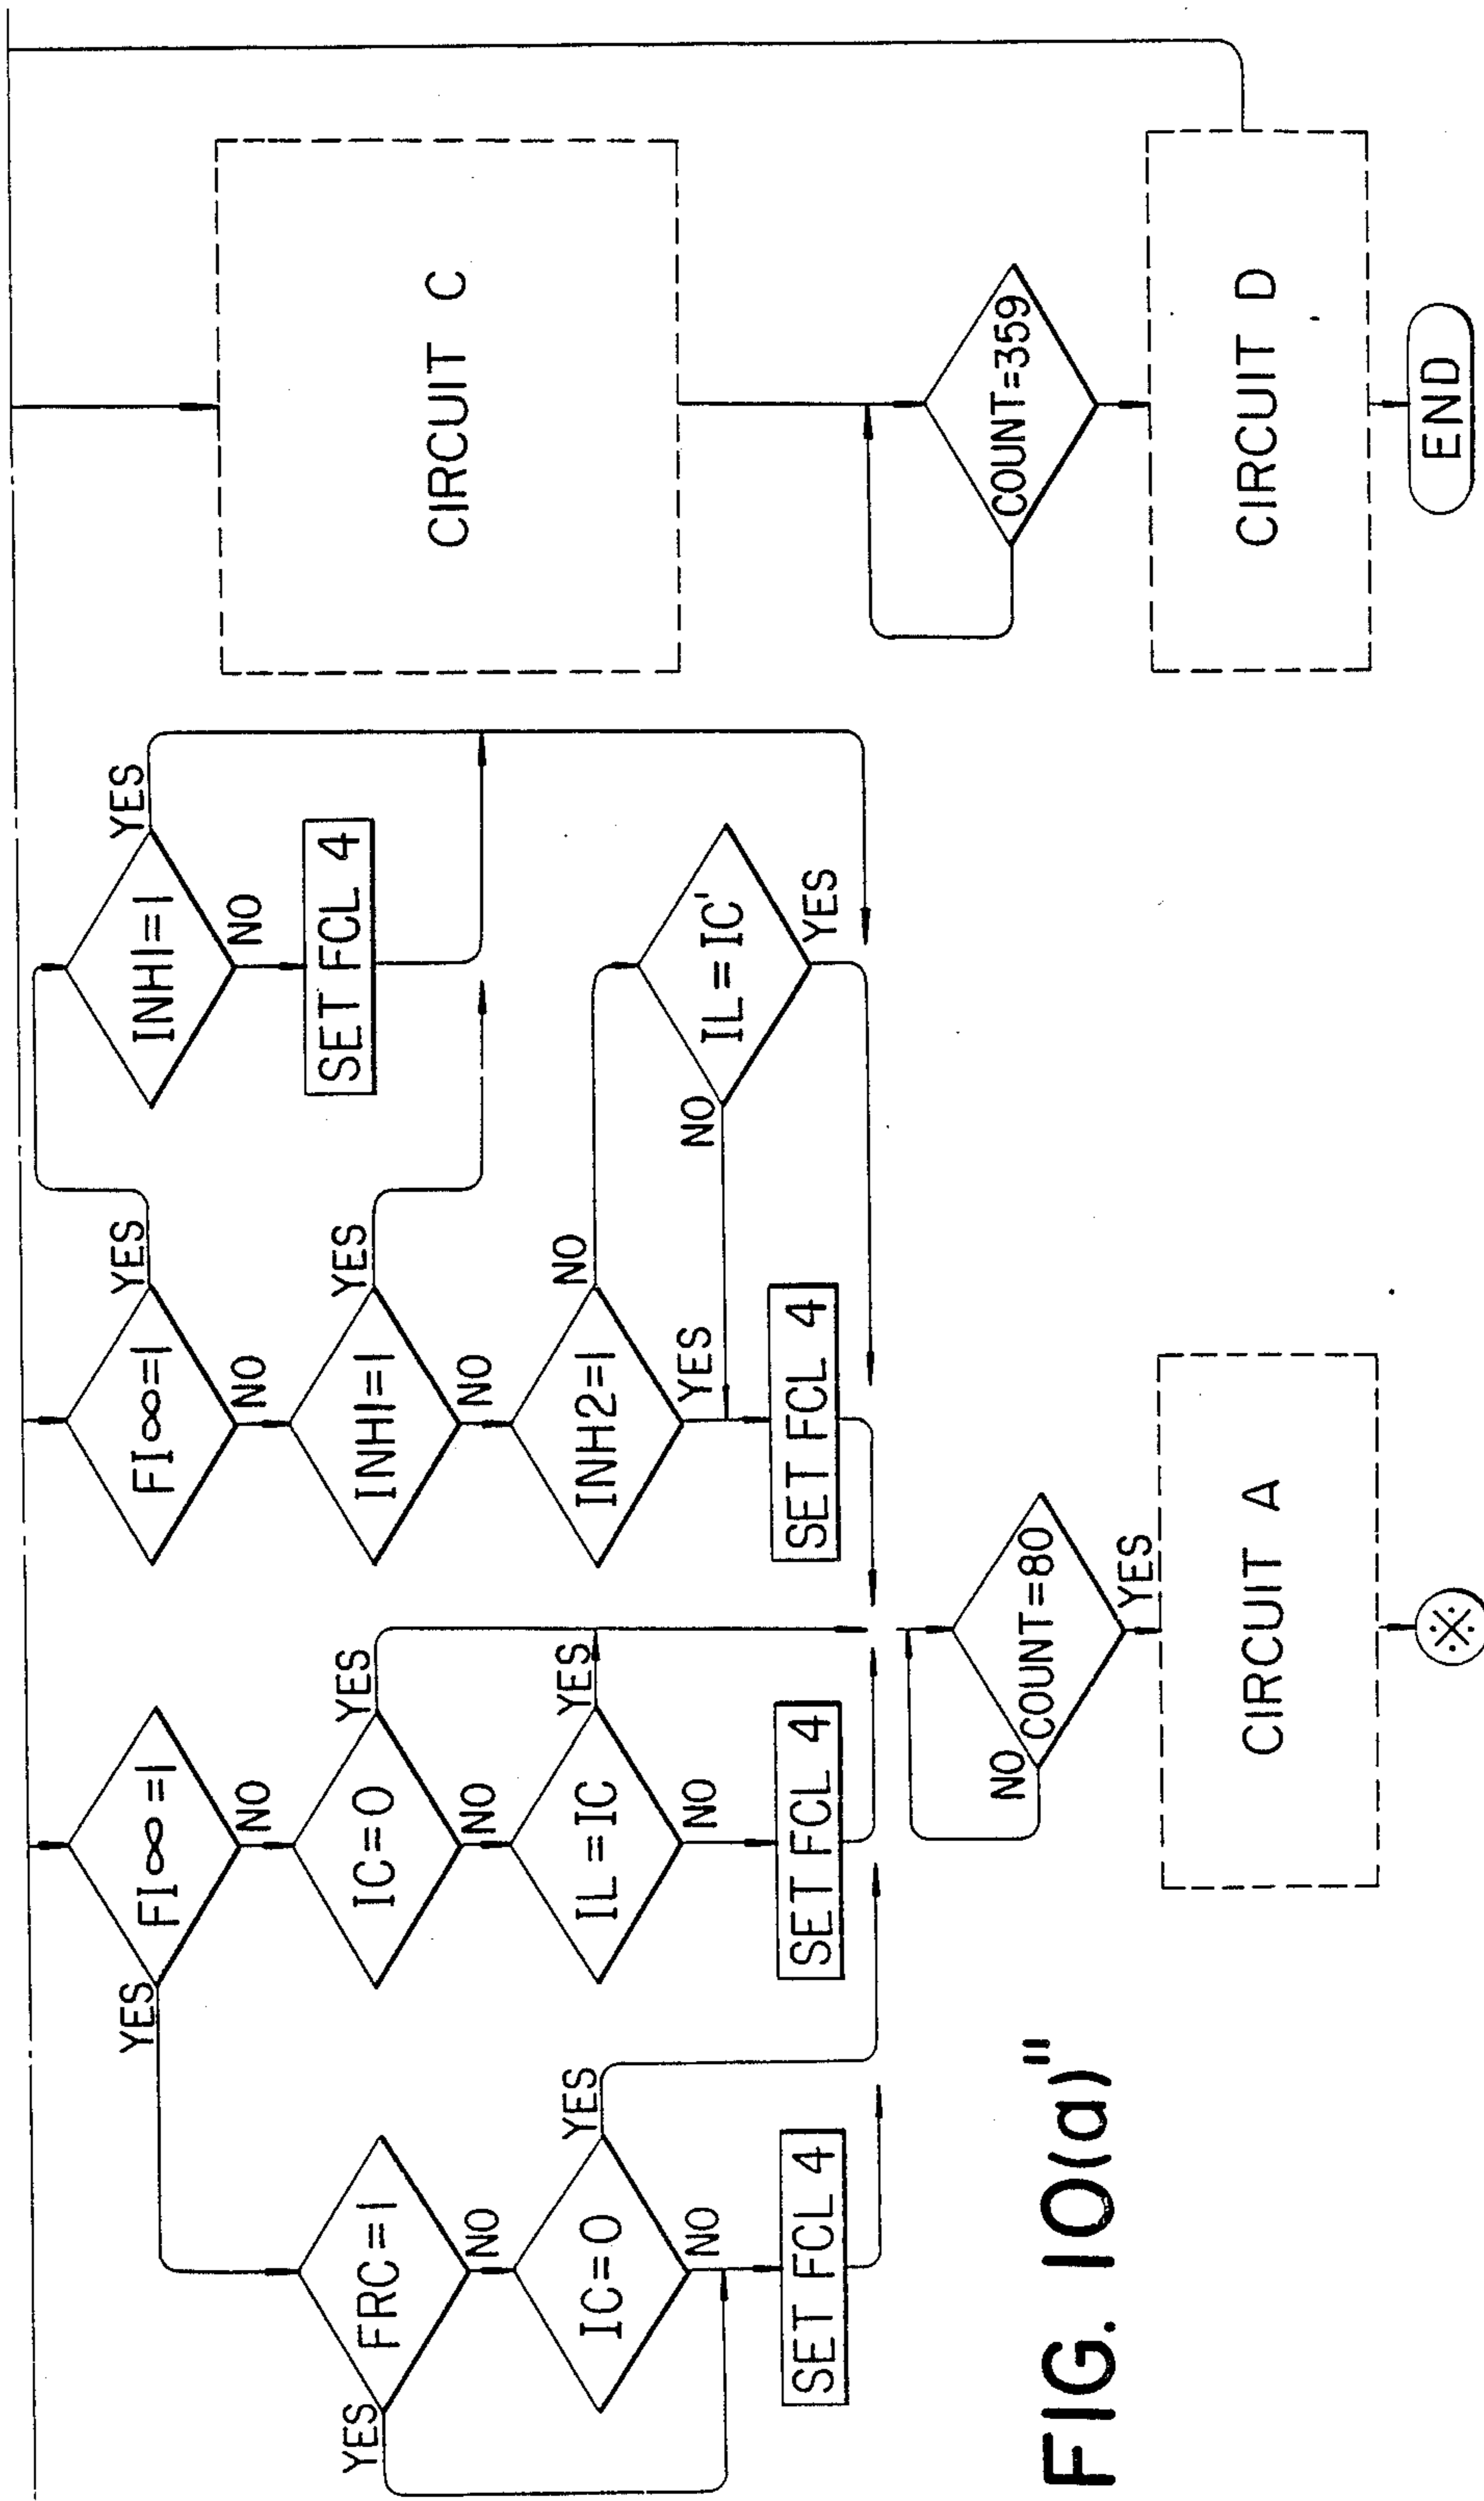 FI∞=1
YES
NO
FRC=1
YES
NO
IC=0
YES
NO
SET FCL 4
IC=0
YES
NO
IL=IC
YES
NO
SET FCL 4
FI∞=1
YES
NO
INH1=1
YES
NO
INH2=1
NO
YES
SET FCL 4
INH1=1
YES
NO
SET FCL 4
IL=IC'
NO
YES
COUNT=80
NO
YES
CIRCUIT A
※
CIRCUIT C
COUNT=359
CIRCUIT D
END
FIG. 10(a)"